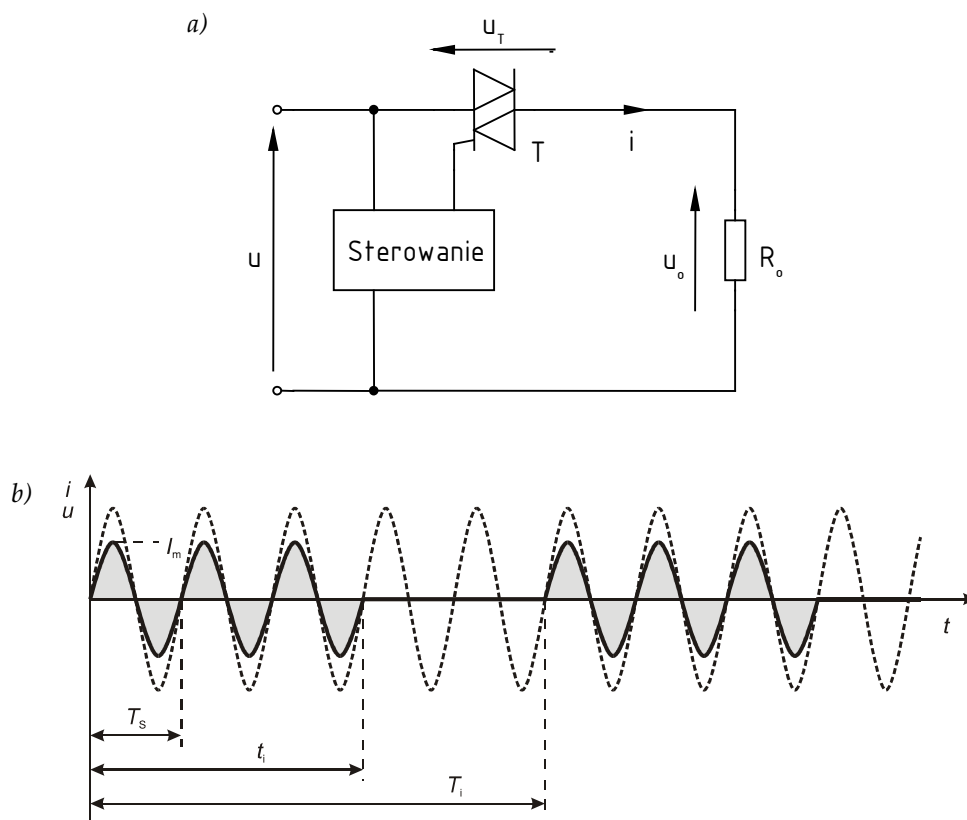 a)
u_T
T
i
u
Sterowanie
u_o
R_o
b)
i
u
I_m
t
T_s
t_i
T_i